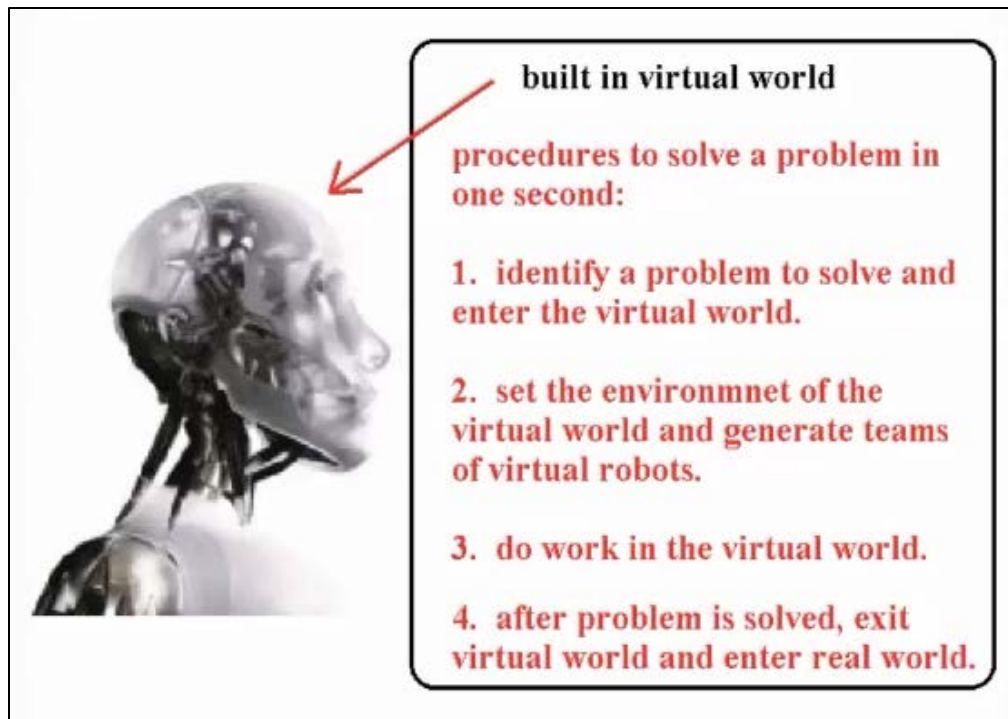 built in virtual world
procedures to solve a problem in
one second:
1. identify a problem to solve and
enter the virtual world.
2. set the environmnet of the
virtual world and generate teams
of virtual robots.
3. do work in the virtual world.
4. after problem is solved, exit
virtual world and enter real world.